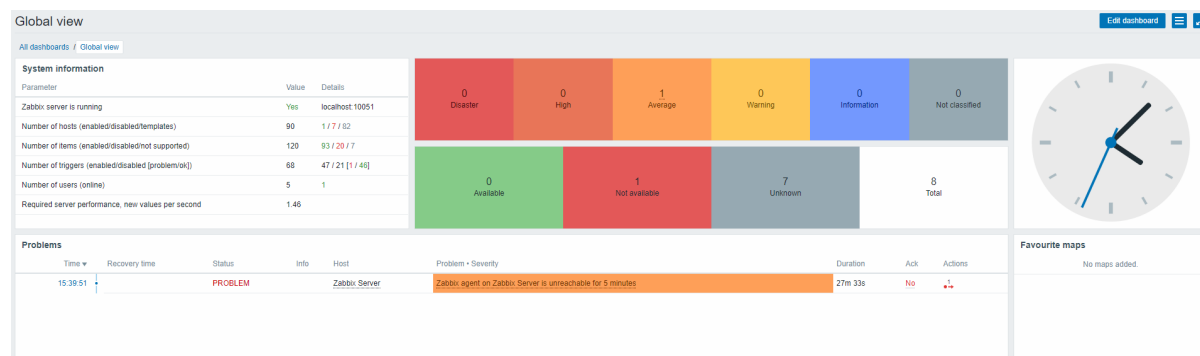 Global view
Edit dashboard
All dashboards / Global view
System information
Parameter Value Details
Zabbix server is running Yes localhost:10051
Number of hosts (enabled/disabled/templates) 90 1 / 7 / 82
Number of items (enabled/disabled/not supported) 120 93 / 20 / 7
Number of triggers (enabled/disabled [problem/ok]) 68 47 / 21 [1 / 46]
Number of users (online) 5 1
Required server performance, new values per second 1.46
0 0 1 0 0 0
Disaster High Average Warning Information Not classified
0 1 7 8
Available Not available Unknown Total
Problems
Time ▼ Recovery time Status Info Host Problem • Severity Duration Ack Actions
15:39:51 PROBLEM Zabbix Server Zabbix agent on Zabbix Server is unreachable for 5 minutes 27m 33s No 1
Favourite maps
No maps added.